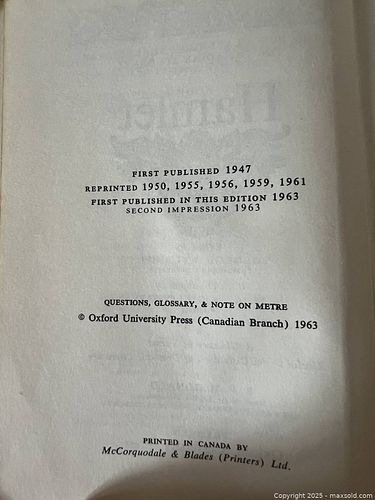 Hamlet
FIRST PUBLISHED 1947
REPRINTED 1950, 1955, 1956, 1959, 1961
FIRST PUBLISHED IN THIS EDITION 1963
SECOND IMPRESSION 1963
QUESTIONS, GLOSSARY, & NOTE ON METRE
© Oxford University Press (Canadian Branch) 1963
PRINTED IN CANADA BY
McCorquodale & Blades (Printers) Ltd.
Copyright 2025 - maxsold.com